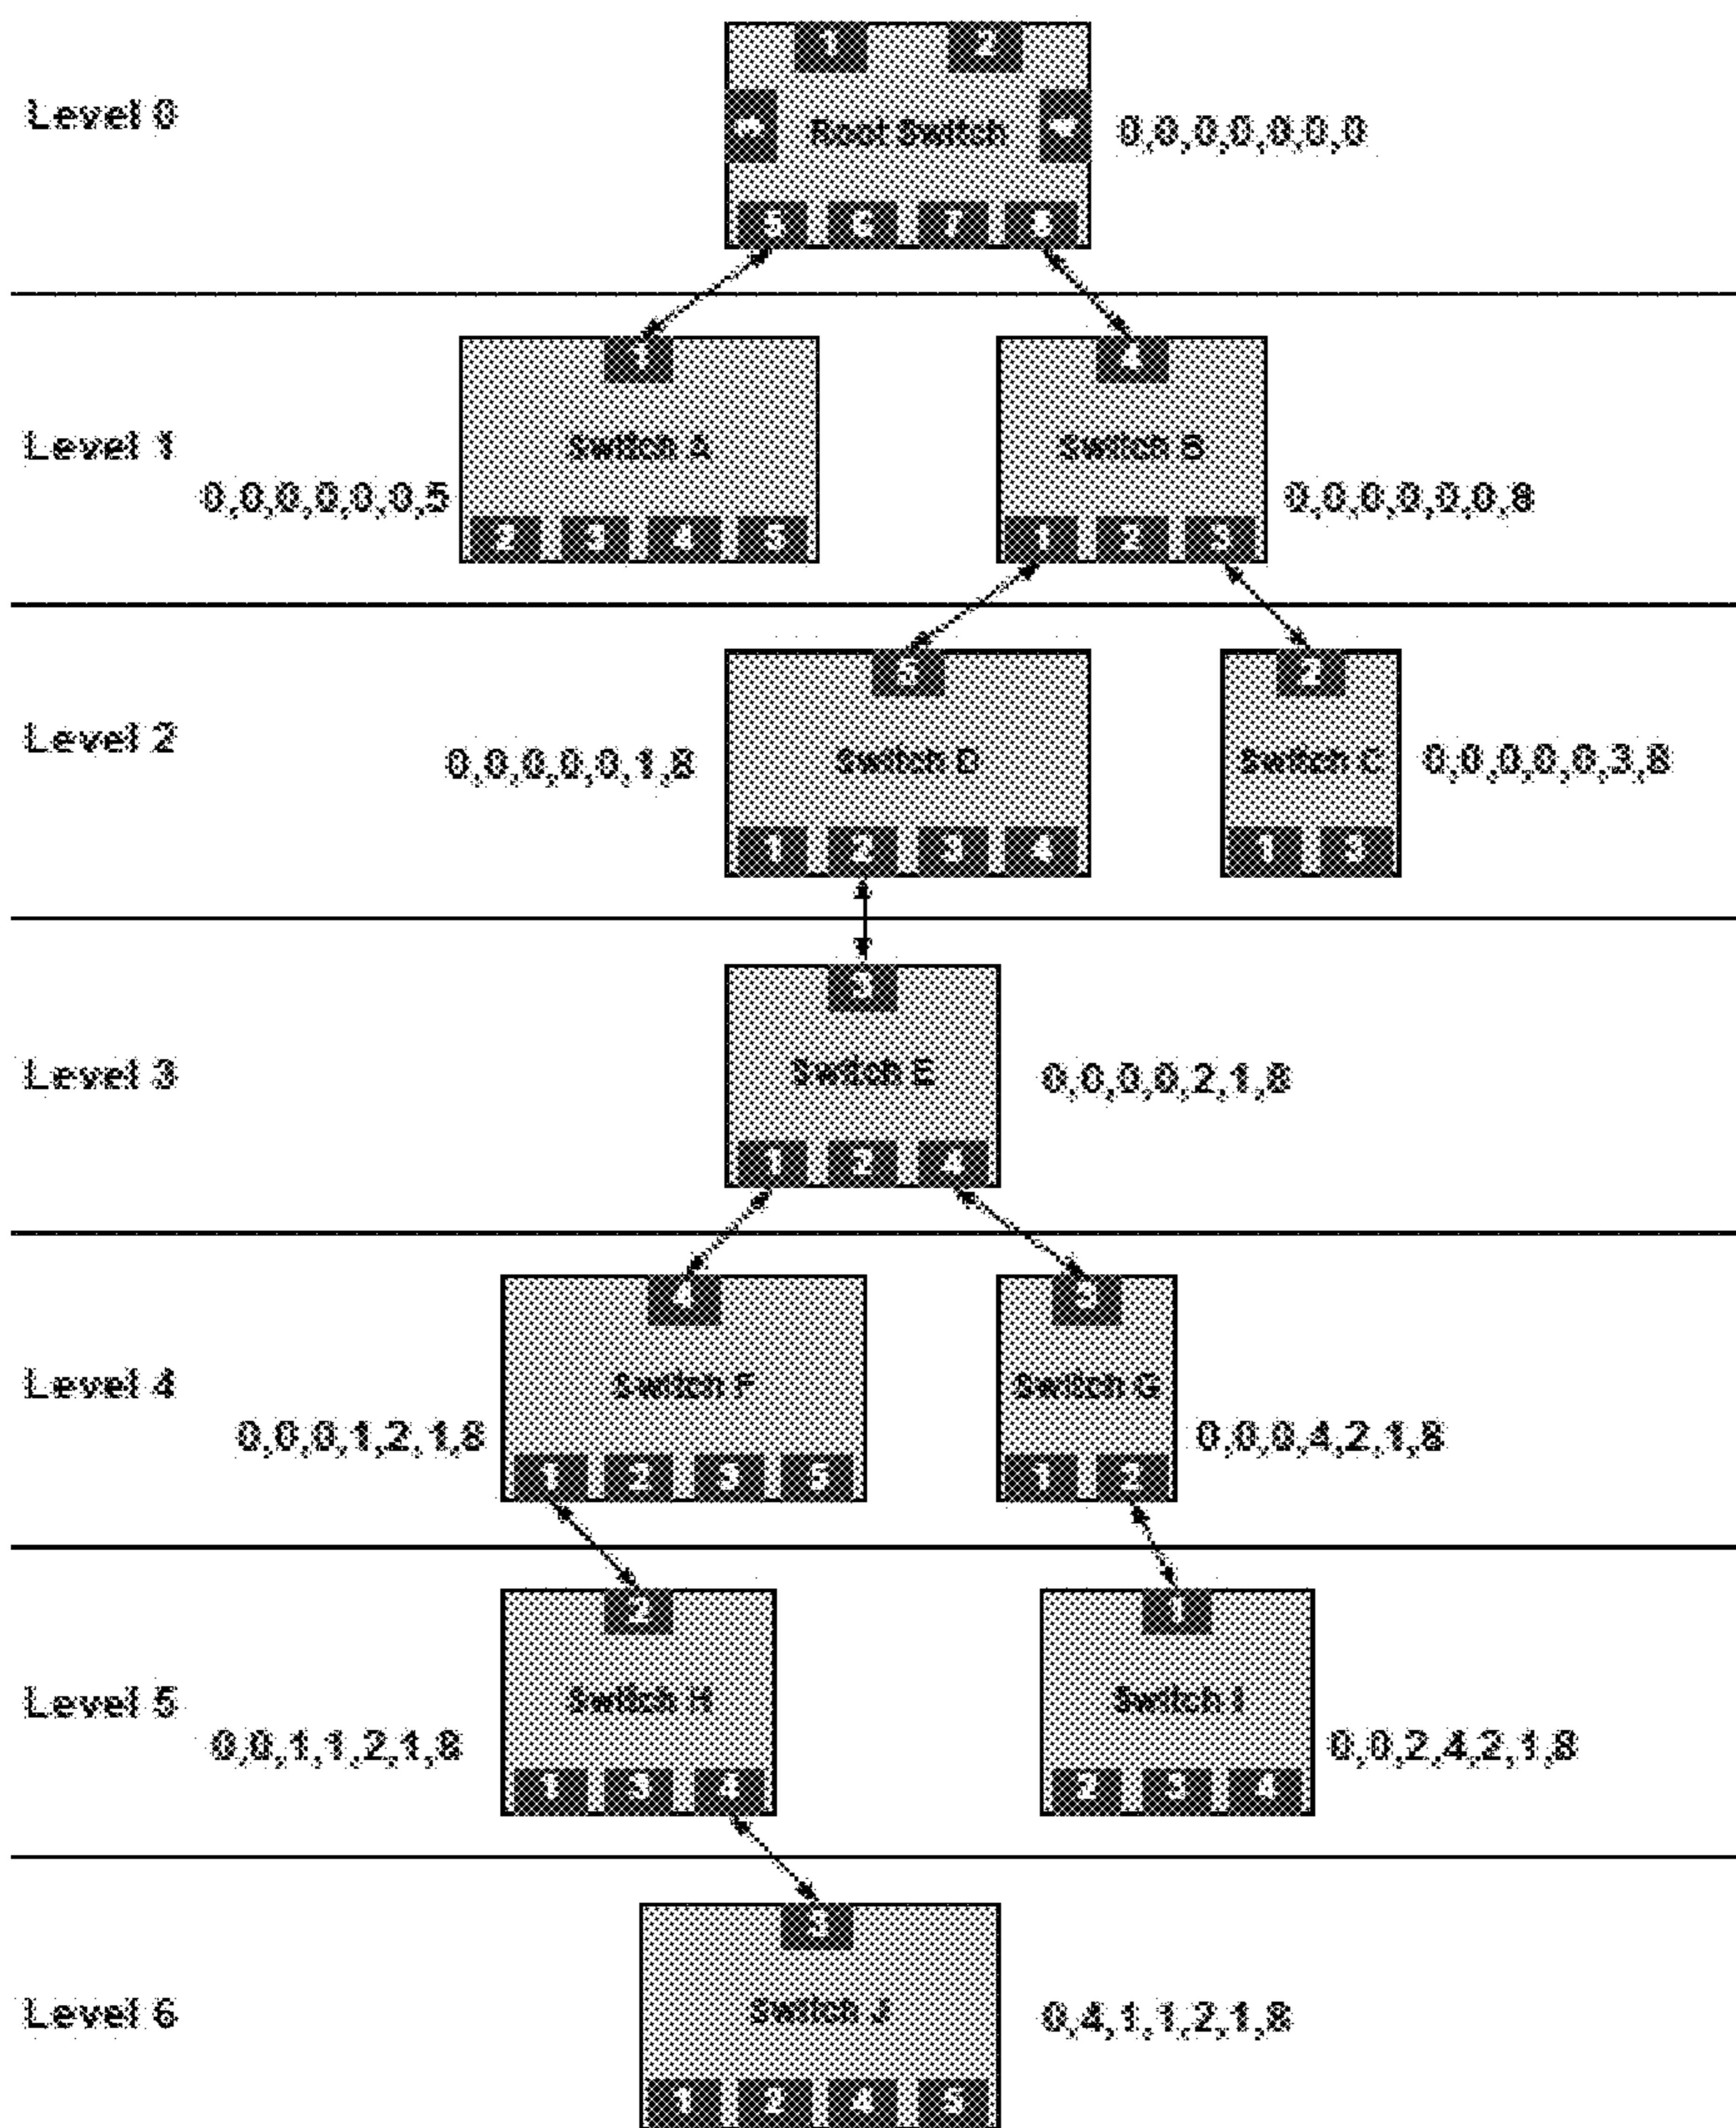 1 2
Level 0
3 Root Switch 4
0,0,0,0,0,0,0
5 6 7 8
1
4
Level 1
Switch A
Switch B
0,0,0,0,0,0,5
0,0,0,0,0,0,8
2 3 4 5
1 2 3
5
2
Level 2
0,0,0,0,0,1,8
Switch D
Switch C
0,0,0,0,0,3,8
1 2 3 4
1 3
3
Level 3
Switch E
0,0,0,0,2,1,8
1 2 4
4
3
Level 4
Switch F
Switch G
0,0,0,1,2,1,8
0,0,0,4,2,1,8
1 2 3 5
1 2
2
1
Level 5
Switch H
Switch I
0,0,1,1,2,1,8
0,0,2,4,2,1,8
1 3 4
2 3 4
3
Level 6
Switch J
0,4,1,1,2,1,8
1 2 4 5